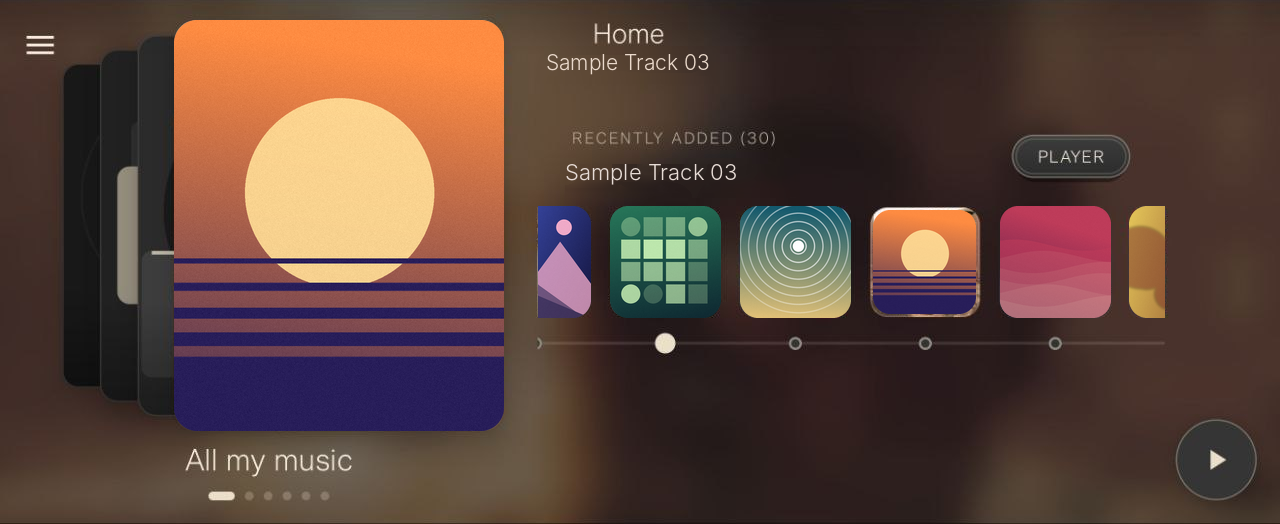 Home
Sample Track 03
RECENTLY ADDED (30)
Sample Track 03
PLAYER
All my music